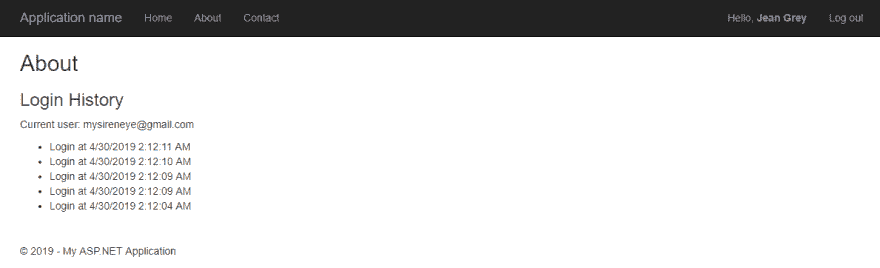 Application name Home About Contact Hello, Jean Grey Log out
About
Login History
Current user: mysireneye@gmail.com
Login at 4/30/2019 2:12:11 AM
Login at 4/30/2019 2:12:10 AM
Login at 4/30/2019 2:12:09 AM
Login at 4/30/2019 2:12:09 AM
Login at 4/30/2019 2:12:04 AM
© 2019 - My ASP.NET Application